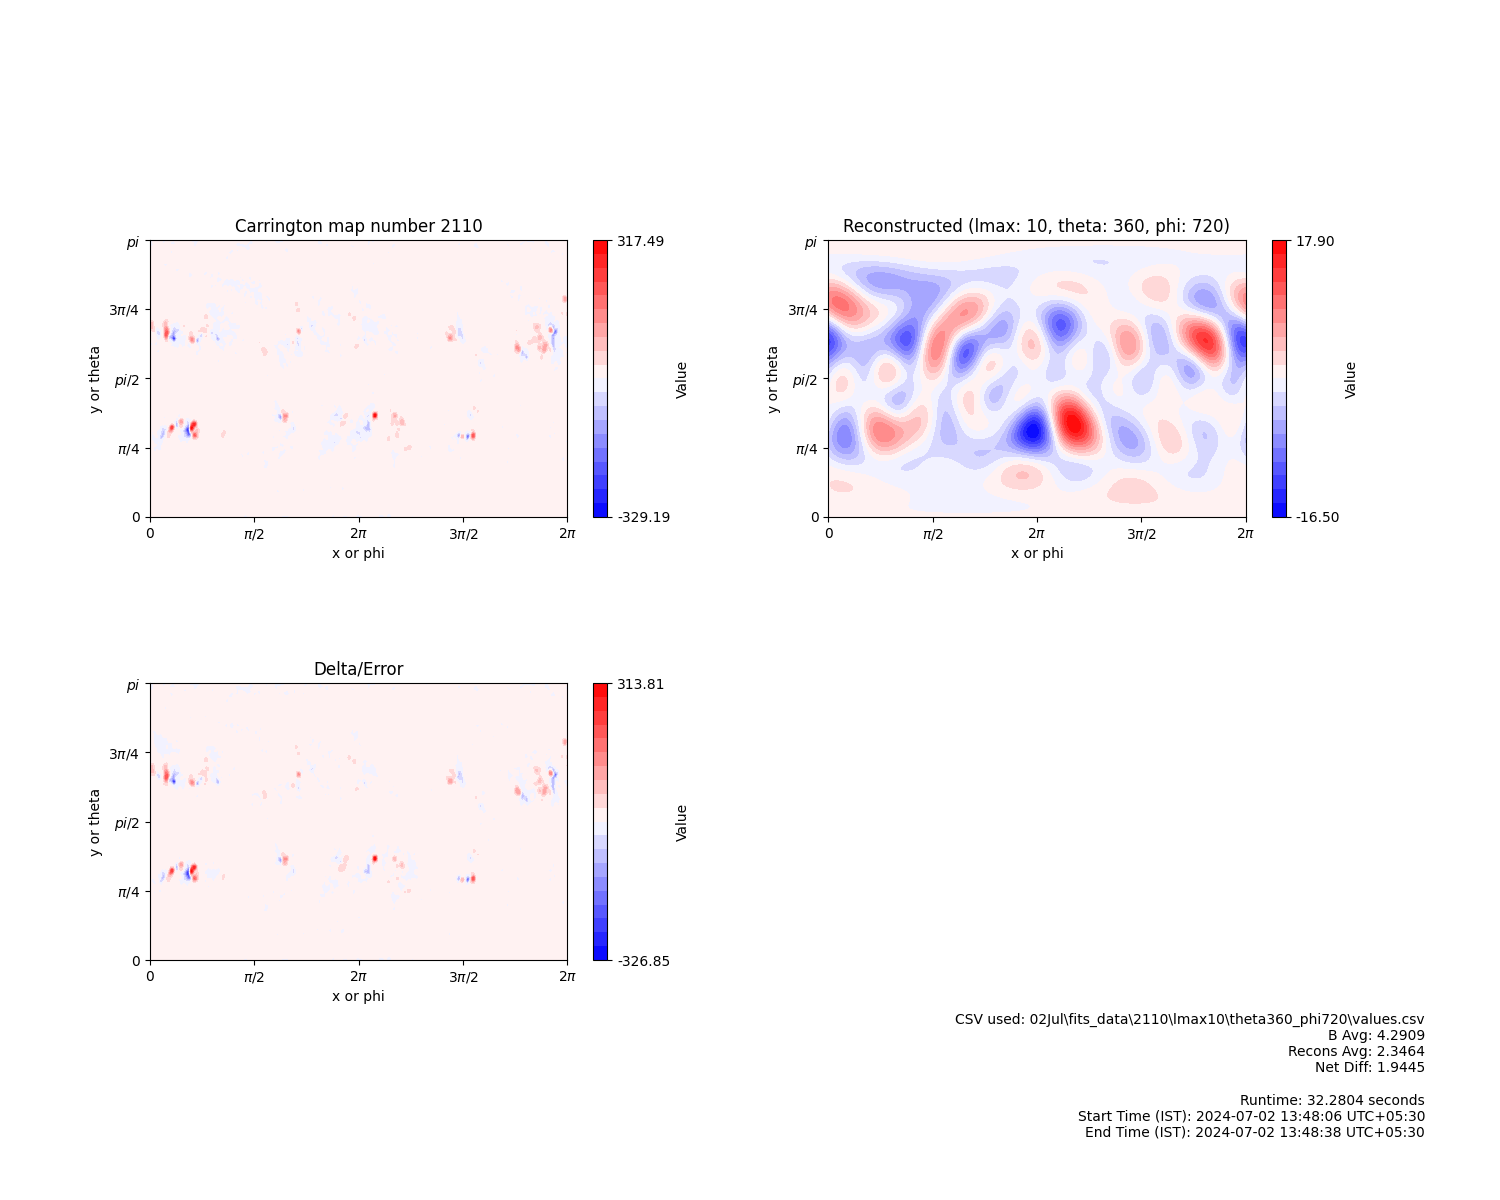 Carrington map number 2110
pi
3π/4
pi/2
π/4
0
y or theta
0
π/2
2π
3π/2
2π
x or phi
317.49
-329.19
Value
Reconstructed (lmax: 10, theta: 360, phi: 720)
pi
3π/4
pi/2
π/4
0
y or theta
0
π/2
2π
3π/2
2π
x or phi
17.90
-16.50
Value
Delta/Error
pi
3π/4
pi/2
π/4
0
y or theta
0
π/2
2π
3π/2
2π
x or phi
313.81
-326.85
Value
CSV used: 02Jul\fits_data\2110\lmax10\theta360_phi720\values.csv
B Avg: 4.2909
Recons Avg: 2.3464
Net Diff: 1.9445
Runtime: 32.2804 seconds
Start Time (IST): 2024-07-02 13:48:06 UTC+05:30
End Time (IST): 2024-07-02 13:48:38 UTC+05:30